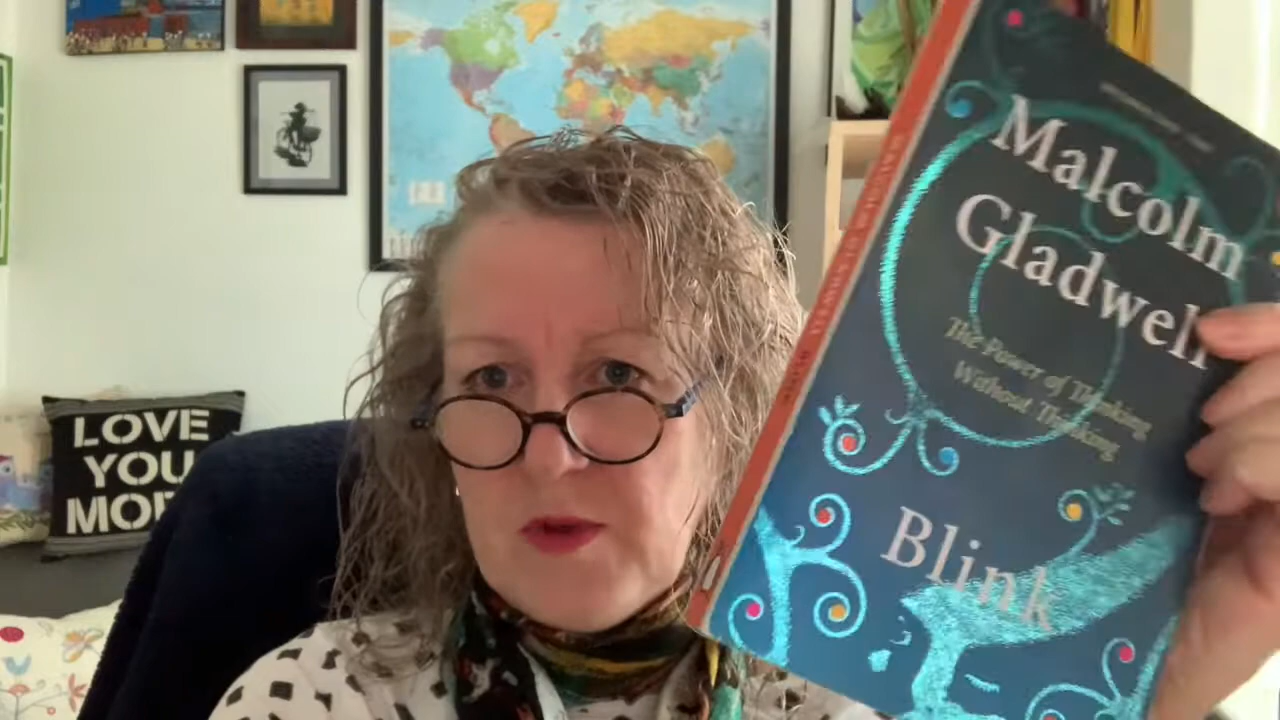 Malcolm
Gladwell
The Power of Thinking
Without Thinking
Blink
LOVE
YOU
MOR